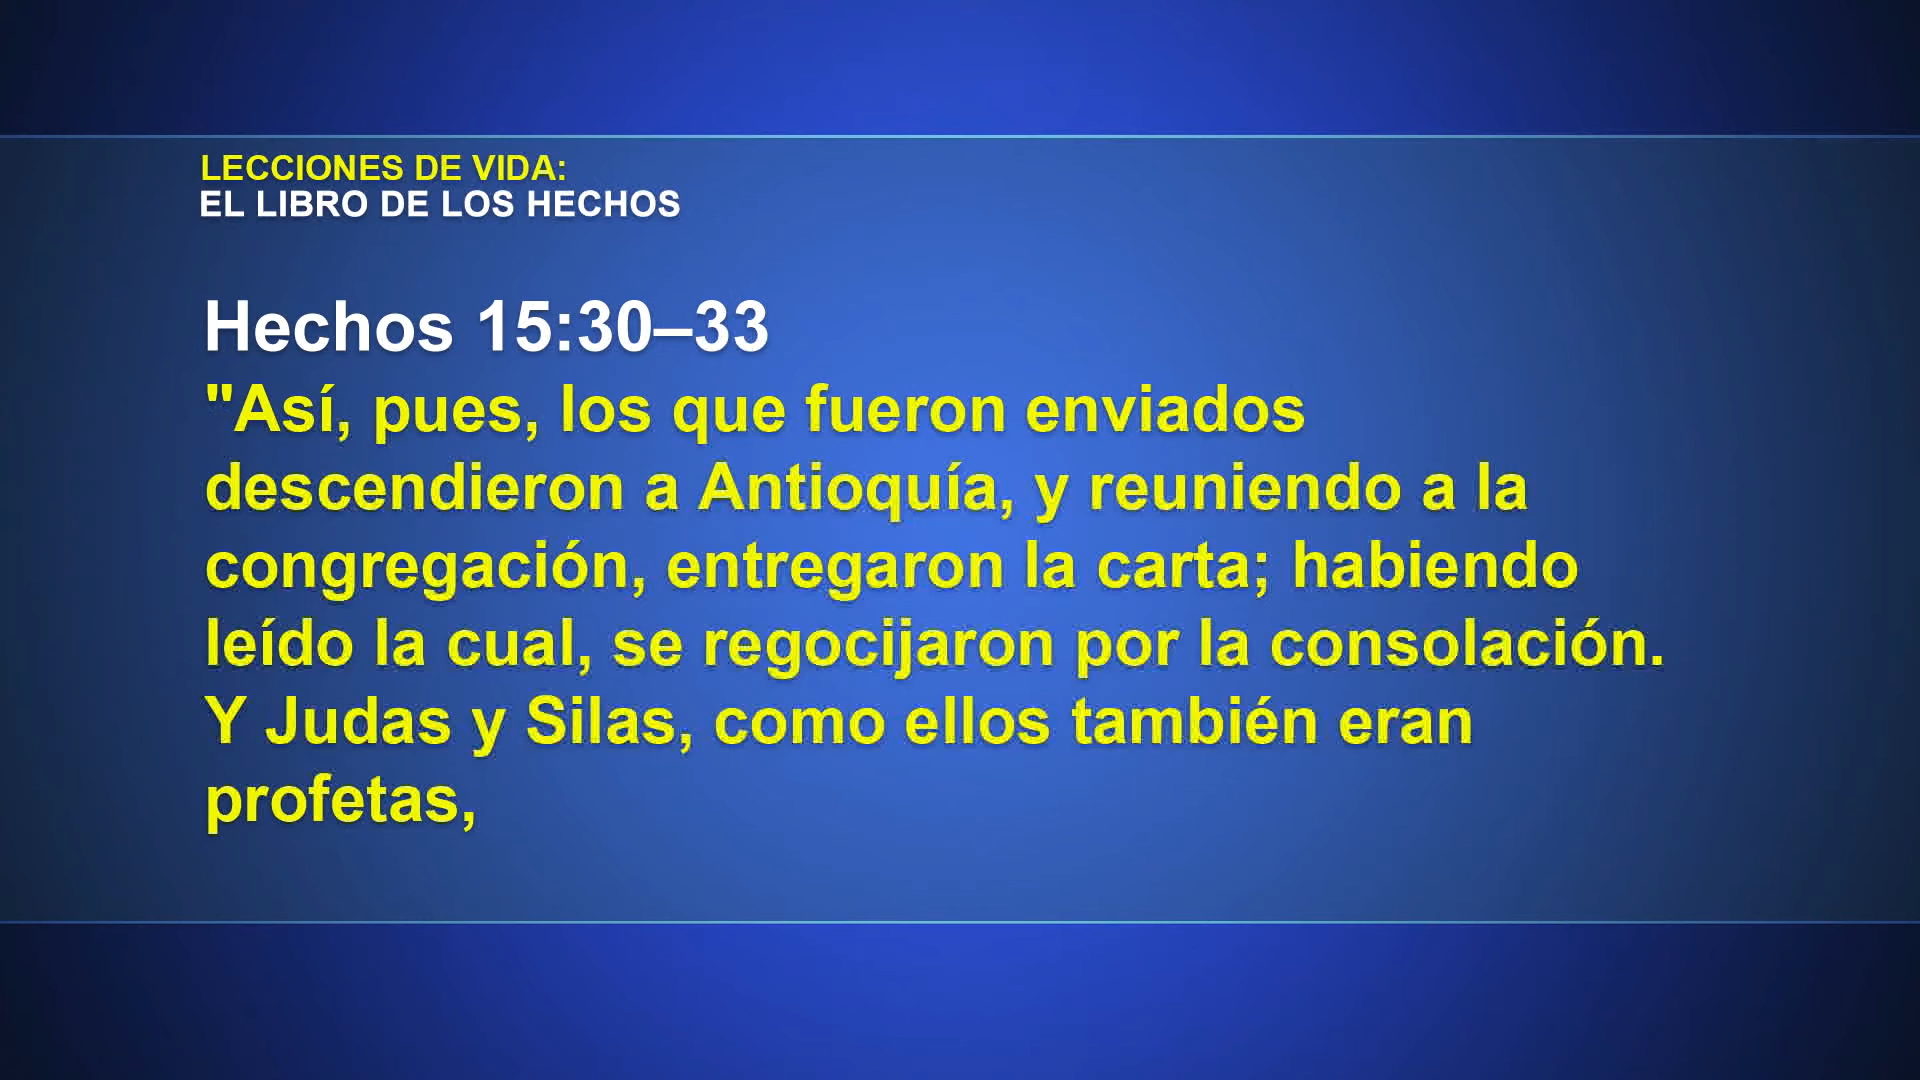 LECCIONES DE VIDA:
EL LIBRO DE LOS HECHOS
Hechos 15:30–33
"Así, pues, los que fueron enviados
descendieron a Antioquía, y reuniendo a la
congregación, entregaron la carta; habiendo
leído la cual, se regocijaron por la consolación.
Y Judas y Silas, como ellos también eran
profetas,